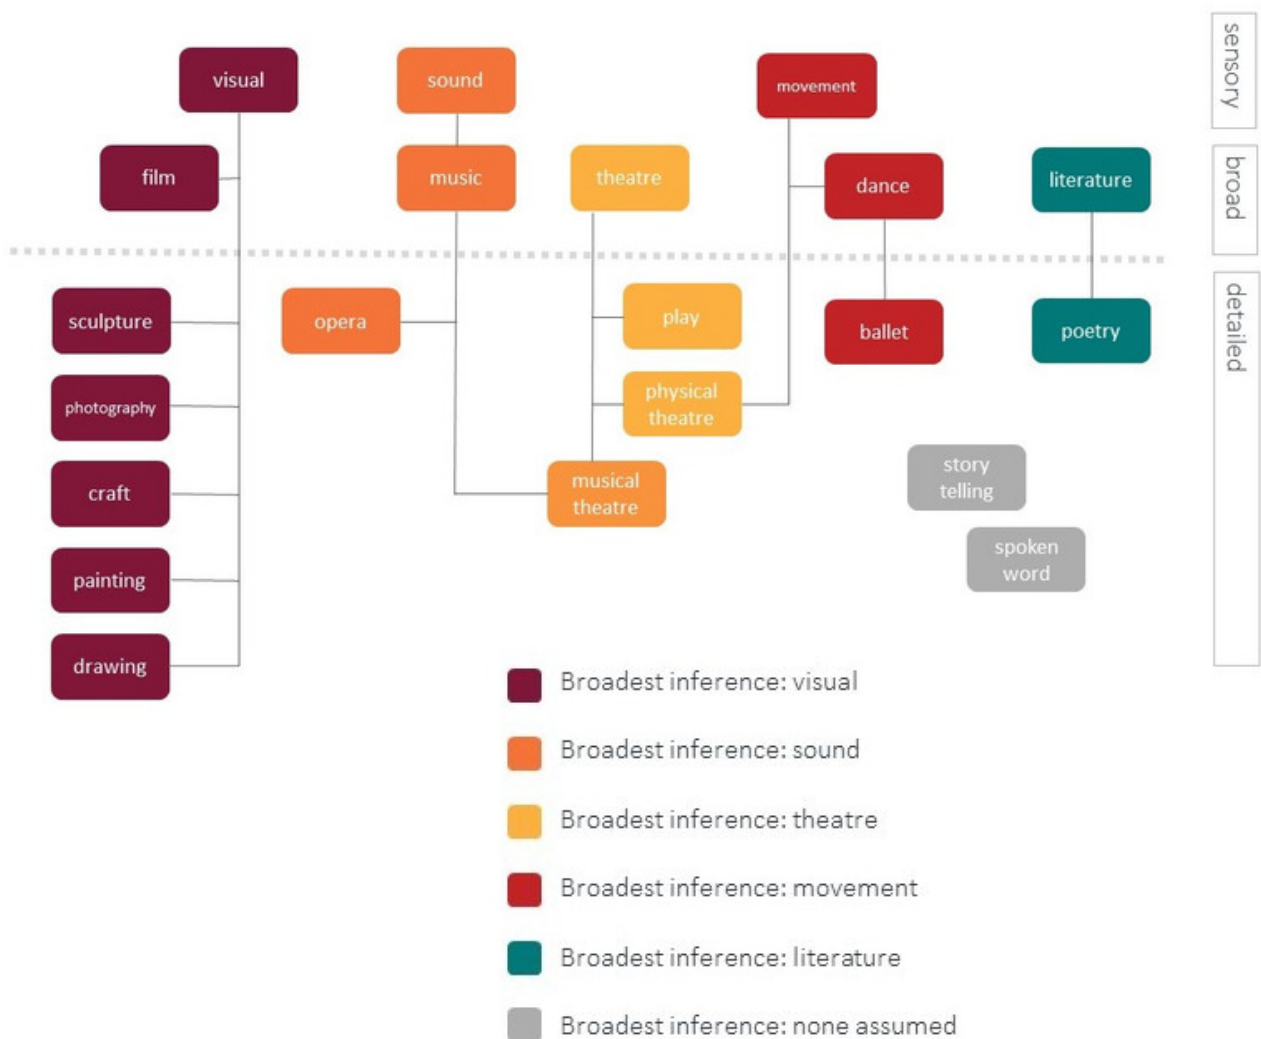 sensory
visual
sound
movement
broad
film
music
theatre
dance
literature
detailed
sculpture
opera
play
ballet
poetry
photography
physical
theatre
craft
musical
theatre
story
telling
painting
spoken
word
drawing
Broadest inference: visual
Broadest inference: sound
Broadest inference: theatre
Broadest inference: movement
Broadest inference: literature
Broadest inference: none assumed